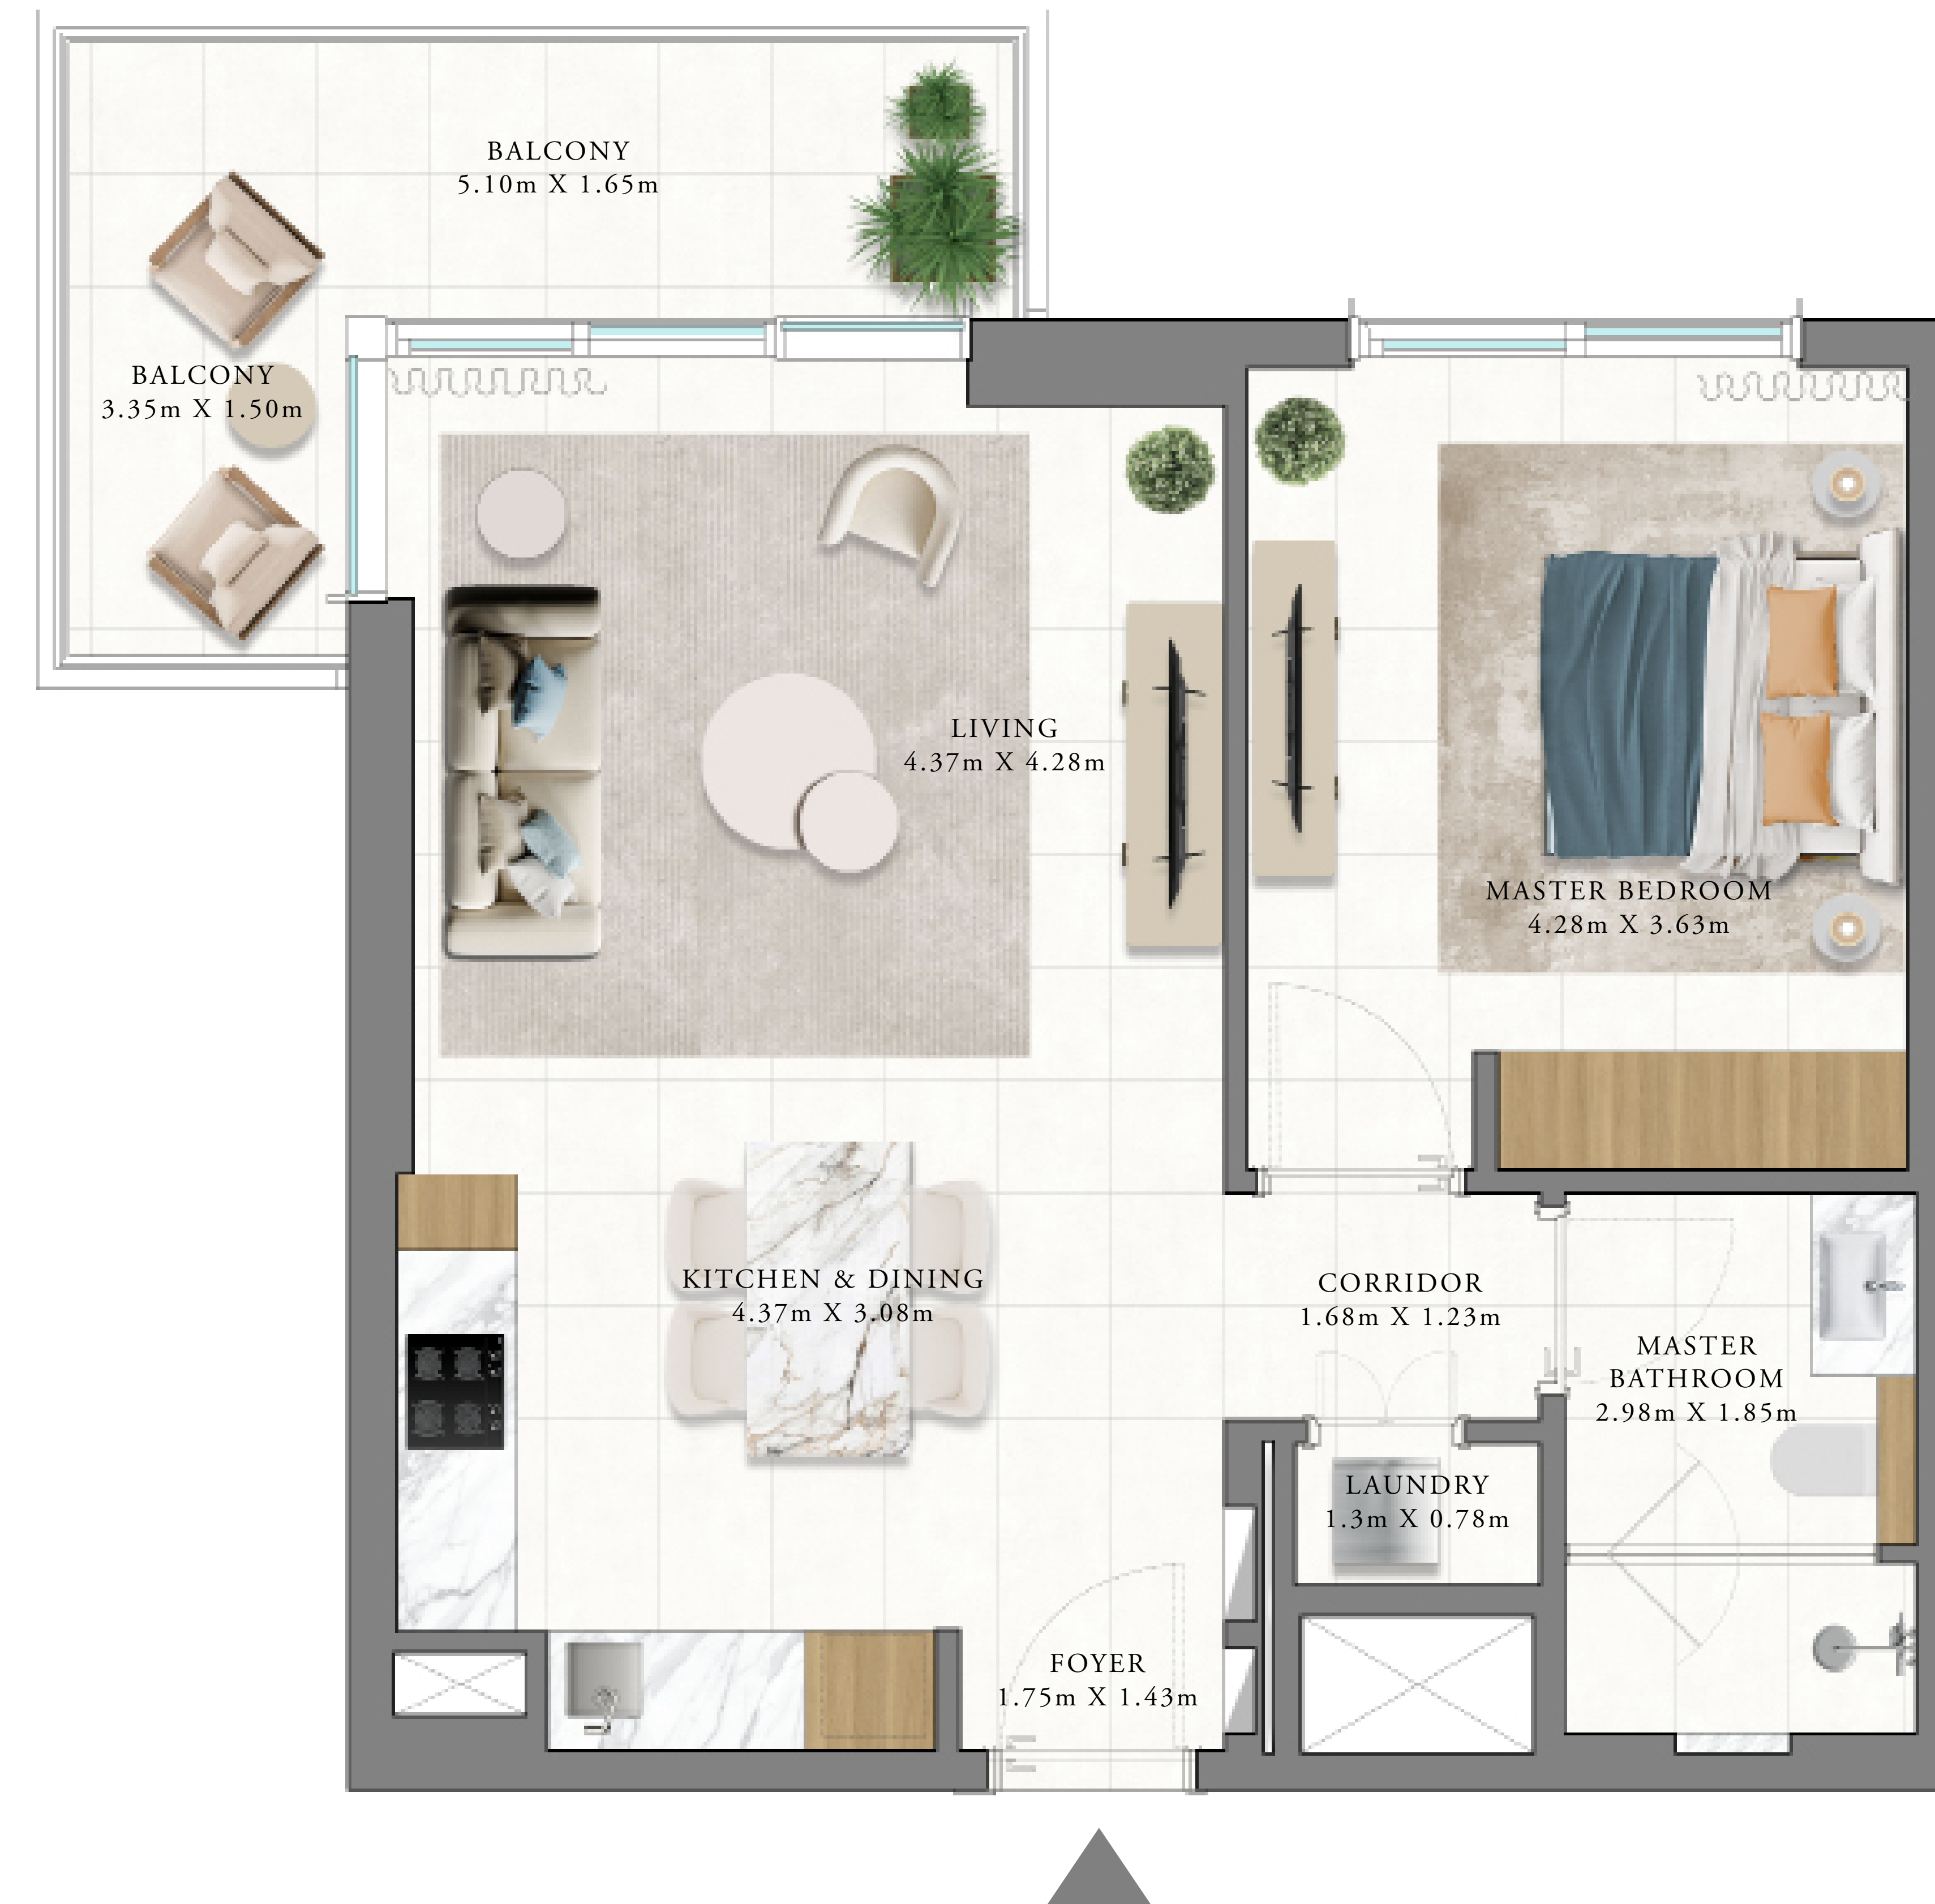 BALCONY
5.10m X 1.65m
BALCONY
3.35m X 1.50m
LIVING
4.37m X 4.28m
MASTER BEDROOM
4.28m X 3.63m
KITCHEN & DINING
4.37m X 3.08m
CORRIDOR
1.68m X 1.23m
MASTER
BATHROOM
2.98m X 1.85m
LAUNDRY
1.3m X 0.78m
FOYER
1.75m X 1.43m